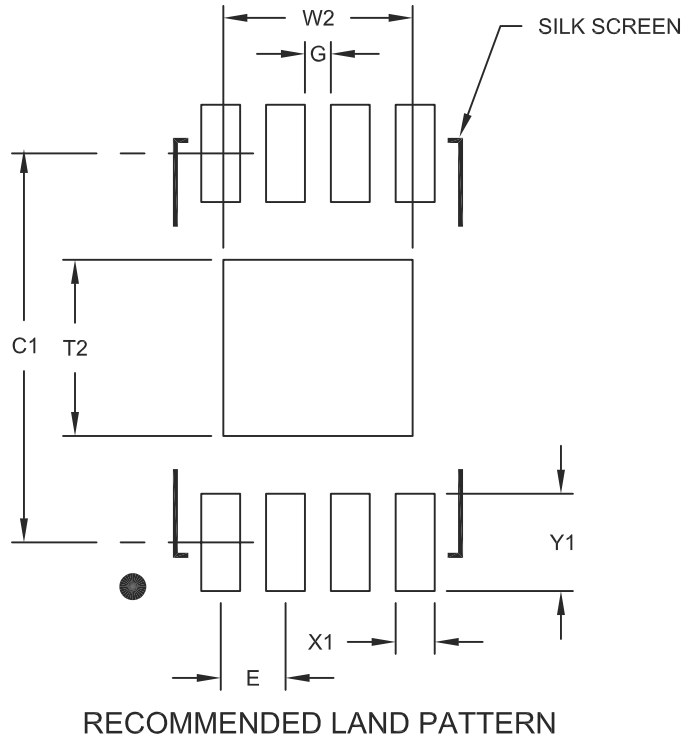 W2
SILK SCREEN
G
C1
T2
Y1
X1
E
RECOMMENDED LAND PATTERN